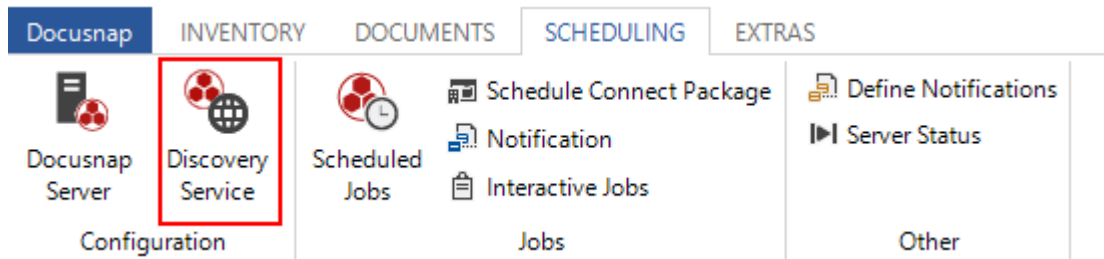 Docusnap INVENTORY DOCUMENTS SCHEDULING EXTRAS
Docusnap
Server
Discovery
Service
Configuration
Scheduled
Jobs
Schedule Connect Package
Notification
Interactive Jobs
Jobs
Define Notifications
Server Status
Other